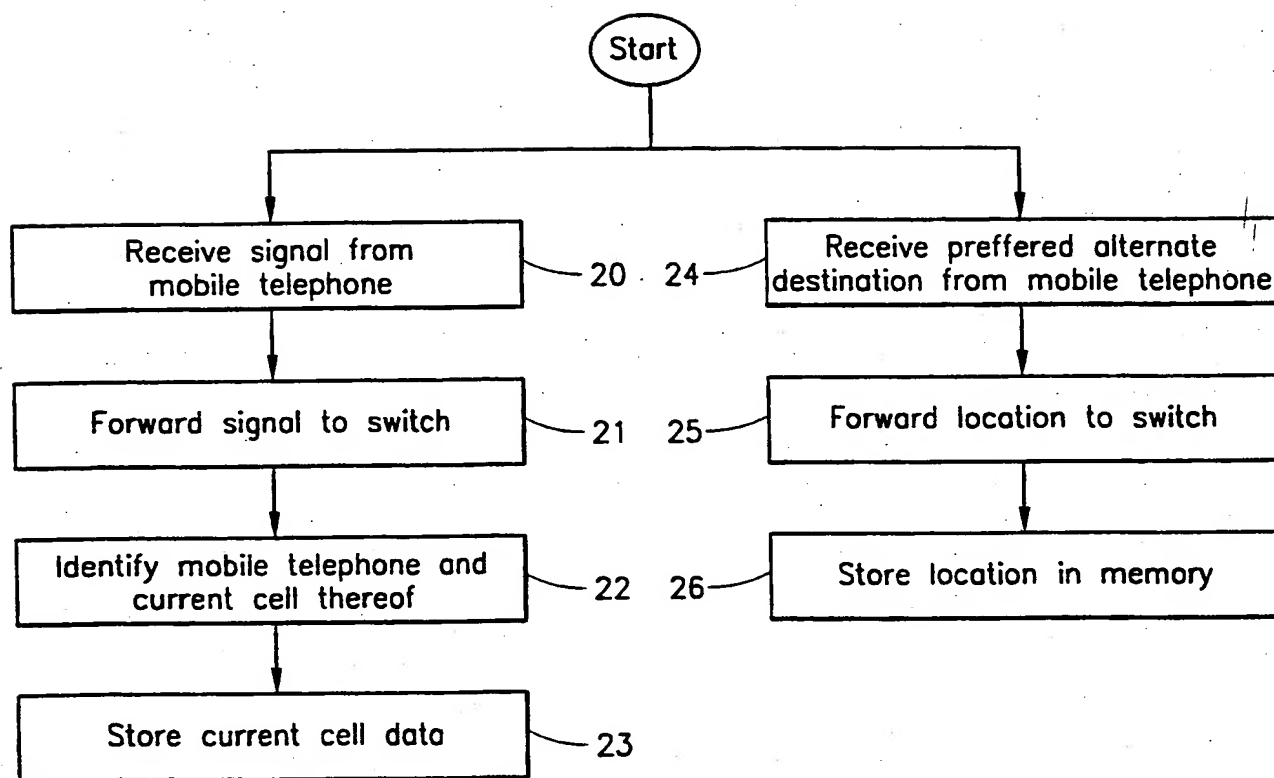 Start
Receive signal from
mobile telephone
20
21
Forward signal to switch
Identify mobile telephone and
current cell thereof
22
Store current cell data
23
24
Receive preffered alternate
destination from mobile telephone
25
Forward location to switch
26
Store location in memory